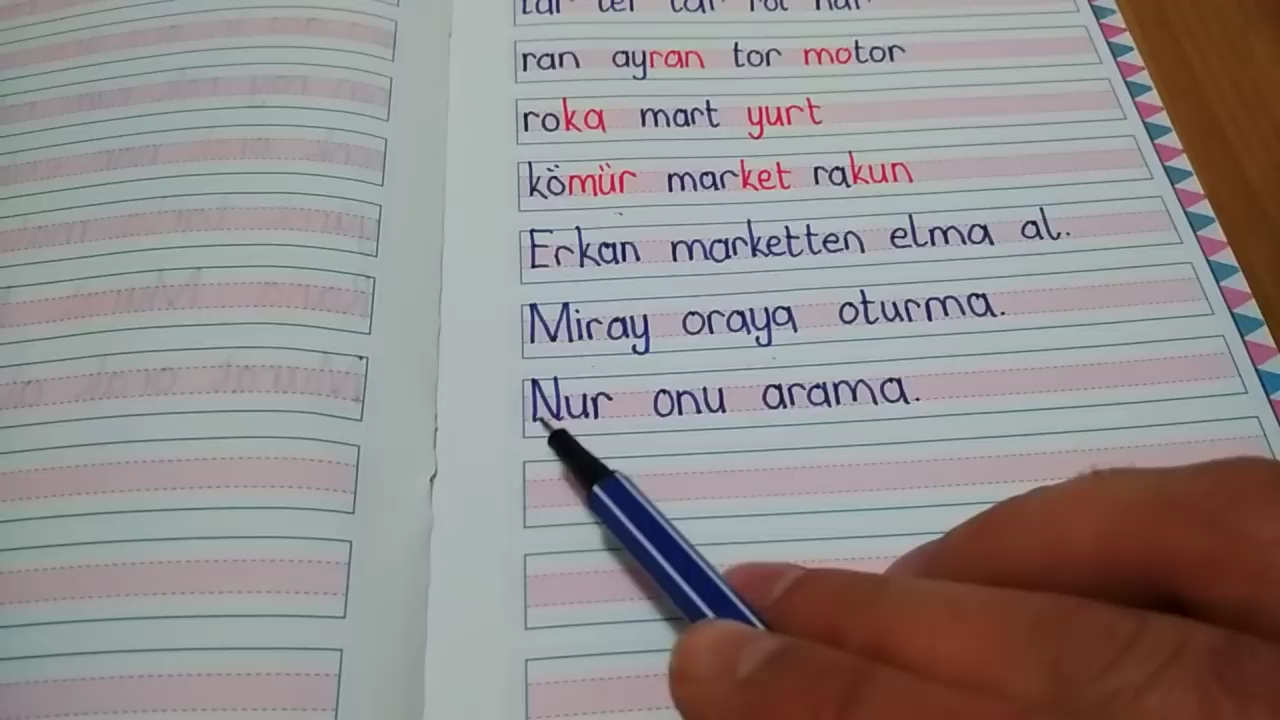 ran ayran tor motor
roka mart yurt
kömür market rakun
Erkan marketten elma al.
Miray oraya oturma.
Nur onu arama.